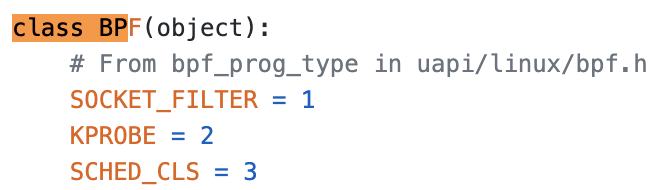 class BPF(object):
    # From bpf_prog_type in uapi/linux/bpf.h
    SOCKET_FILTER = 1
    KPROBE = 2
    SCHED_CLS = 3